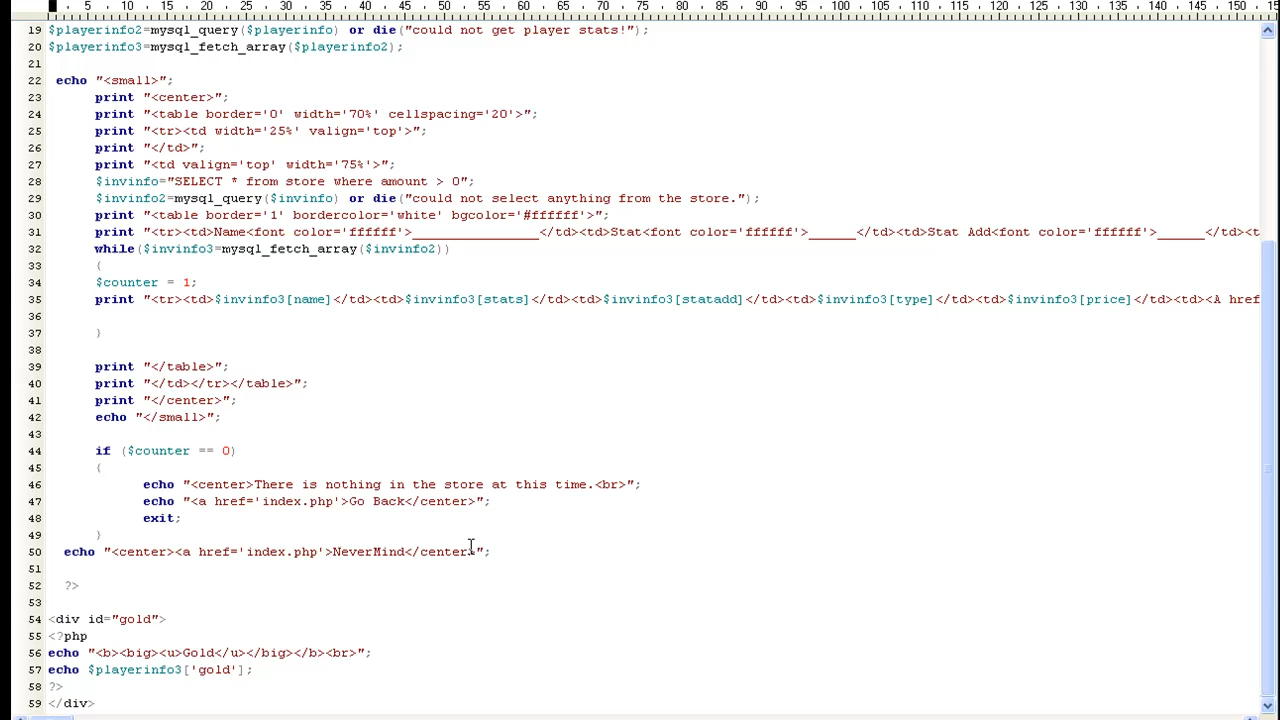 0 5 10 15 20 25 30 35 40 45 50 55 60 65 70 75 80 85 90 95 100 105 110 115 120 125 130 135 140 145 150 15
19 $playerinfo2=mysql_query($playerinfo) or die("could not get player stats!");
20 $playerinfo3=mysql_fetch_array($playerinfo2);
21
22 echo "<small>";
23 print "<center>";
24 print "<table border='0' width='70%' cellspacing='20'>";
25 print "<tr><td width='25%' valign='top'>";
26 print "</td>";
27 print "<td valign='top' width='75%'>";
28 $invinfo="SELECT * from store where amount > 0";
29 $invinfo2=mysql_query($invinfo) or die("could not select anything from the store.");
30 print "<table border='1' bordercolor='white' bgcolor='#ffffff'>";
31 print "<tr><td>Name<font color='ffffff'>________________</td><td>Stat<font color='ffffff'>______</td><td>Stat Add<font color='ffffff'>______</td><t
32 while($invinfo3=mysql_fetch_array($invinfo2))
33 {
34 $counter = 1;
35 print "<tr><td>$invinfo3[name]</td><td>$invinfo3[stats]</td><td>$invinfo3[statadd]</td><td>$invinfo3[type]</td><td>$invinfo3[price]</td><td><A href
36
37 }
38
39 print "</table>";
40 print "</td></tr></table>";
41 print "</center>";
42 echo "</small>";
43
44 if ($counter == 0)
45 {
46 echo "<center>There is nothing in the store at this time.<br>";
47 echo "<a href='index.php'>Go Back</center>";
48 exit;
49 }
50 echo "<center><a href='index.php'>NeverMind</center>";
51
52 ?>
53
54 <div id="gold">
55 <?php
56 echo "<b><big><u>Gold</u></big></b><br>";
57 echo $playerinfo3['gold'];
58 ?>
59 </div>